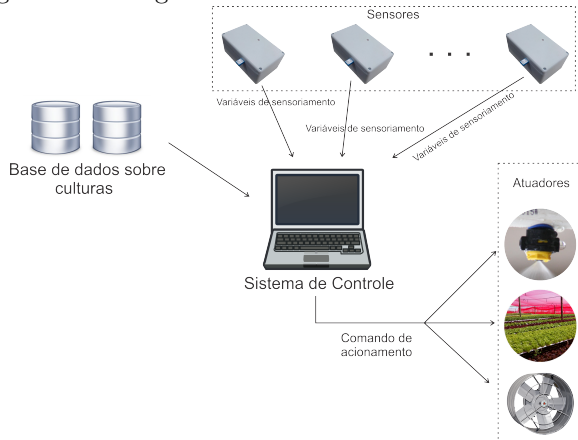 Sensores
. . .
Variáveis de sensoriamento
Variáveis de sensoriamento
Variáveis de sensoriamento
Base de dados sobre
culturas
Atuadores
Sistema de Controle
Comando de
acionamento